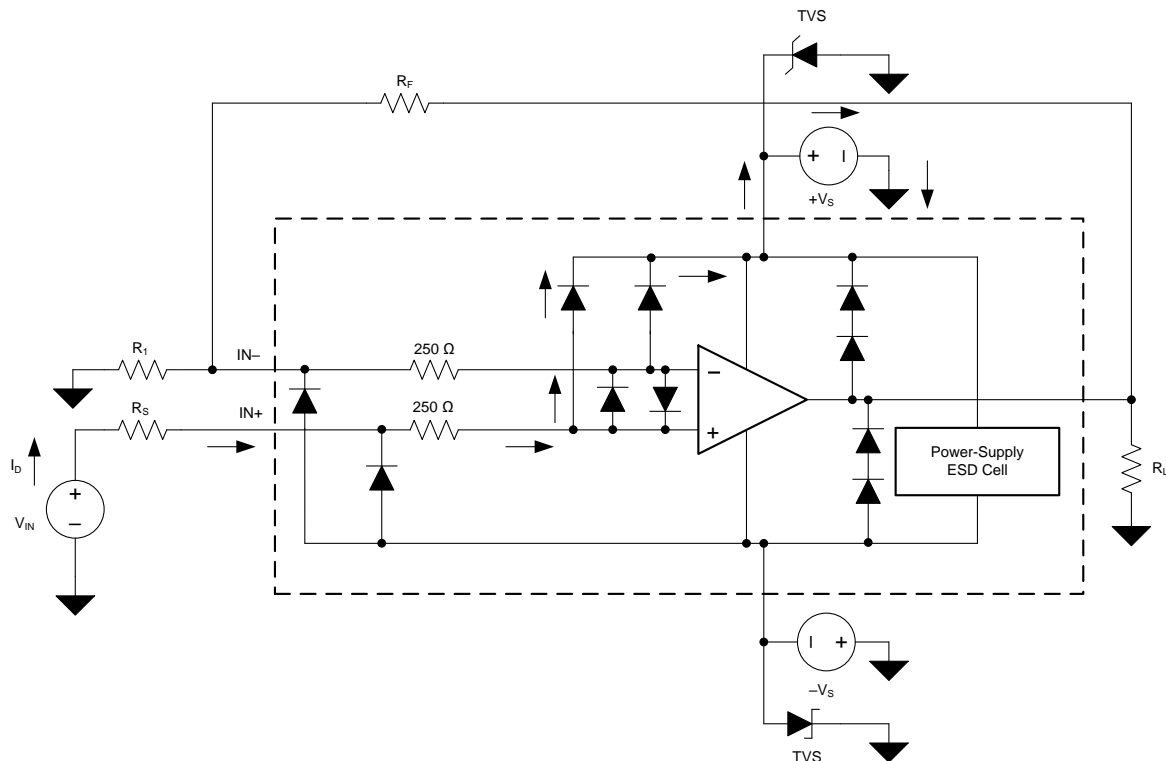 TVS
RF
+ –
+VS
R1
IN–
250 Ω
RS
IN+
250 Ω
–
+
ID
+
–
VIN
Power-Supply
ESD Cell
RL
– +
–VS
TVS